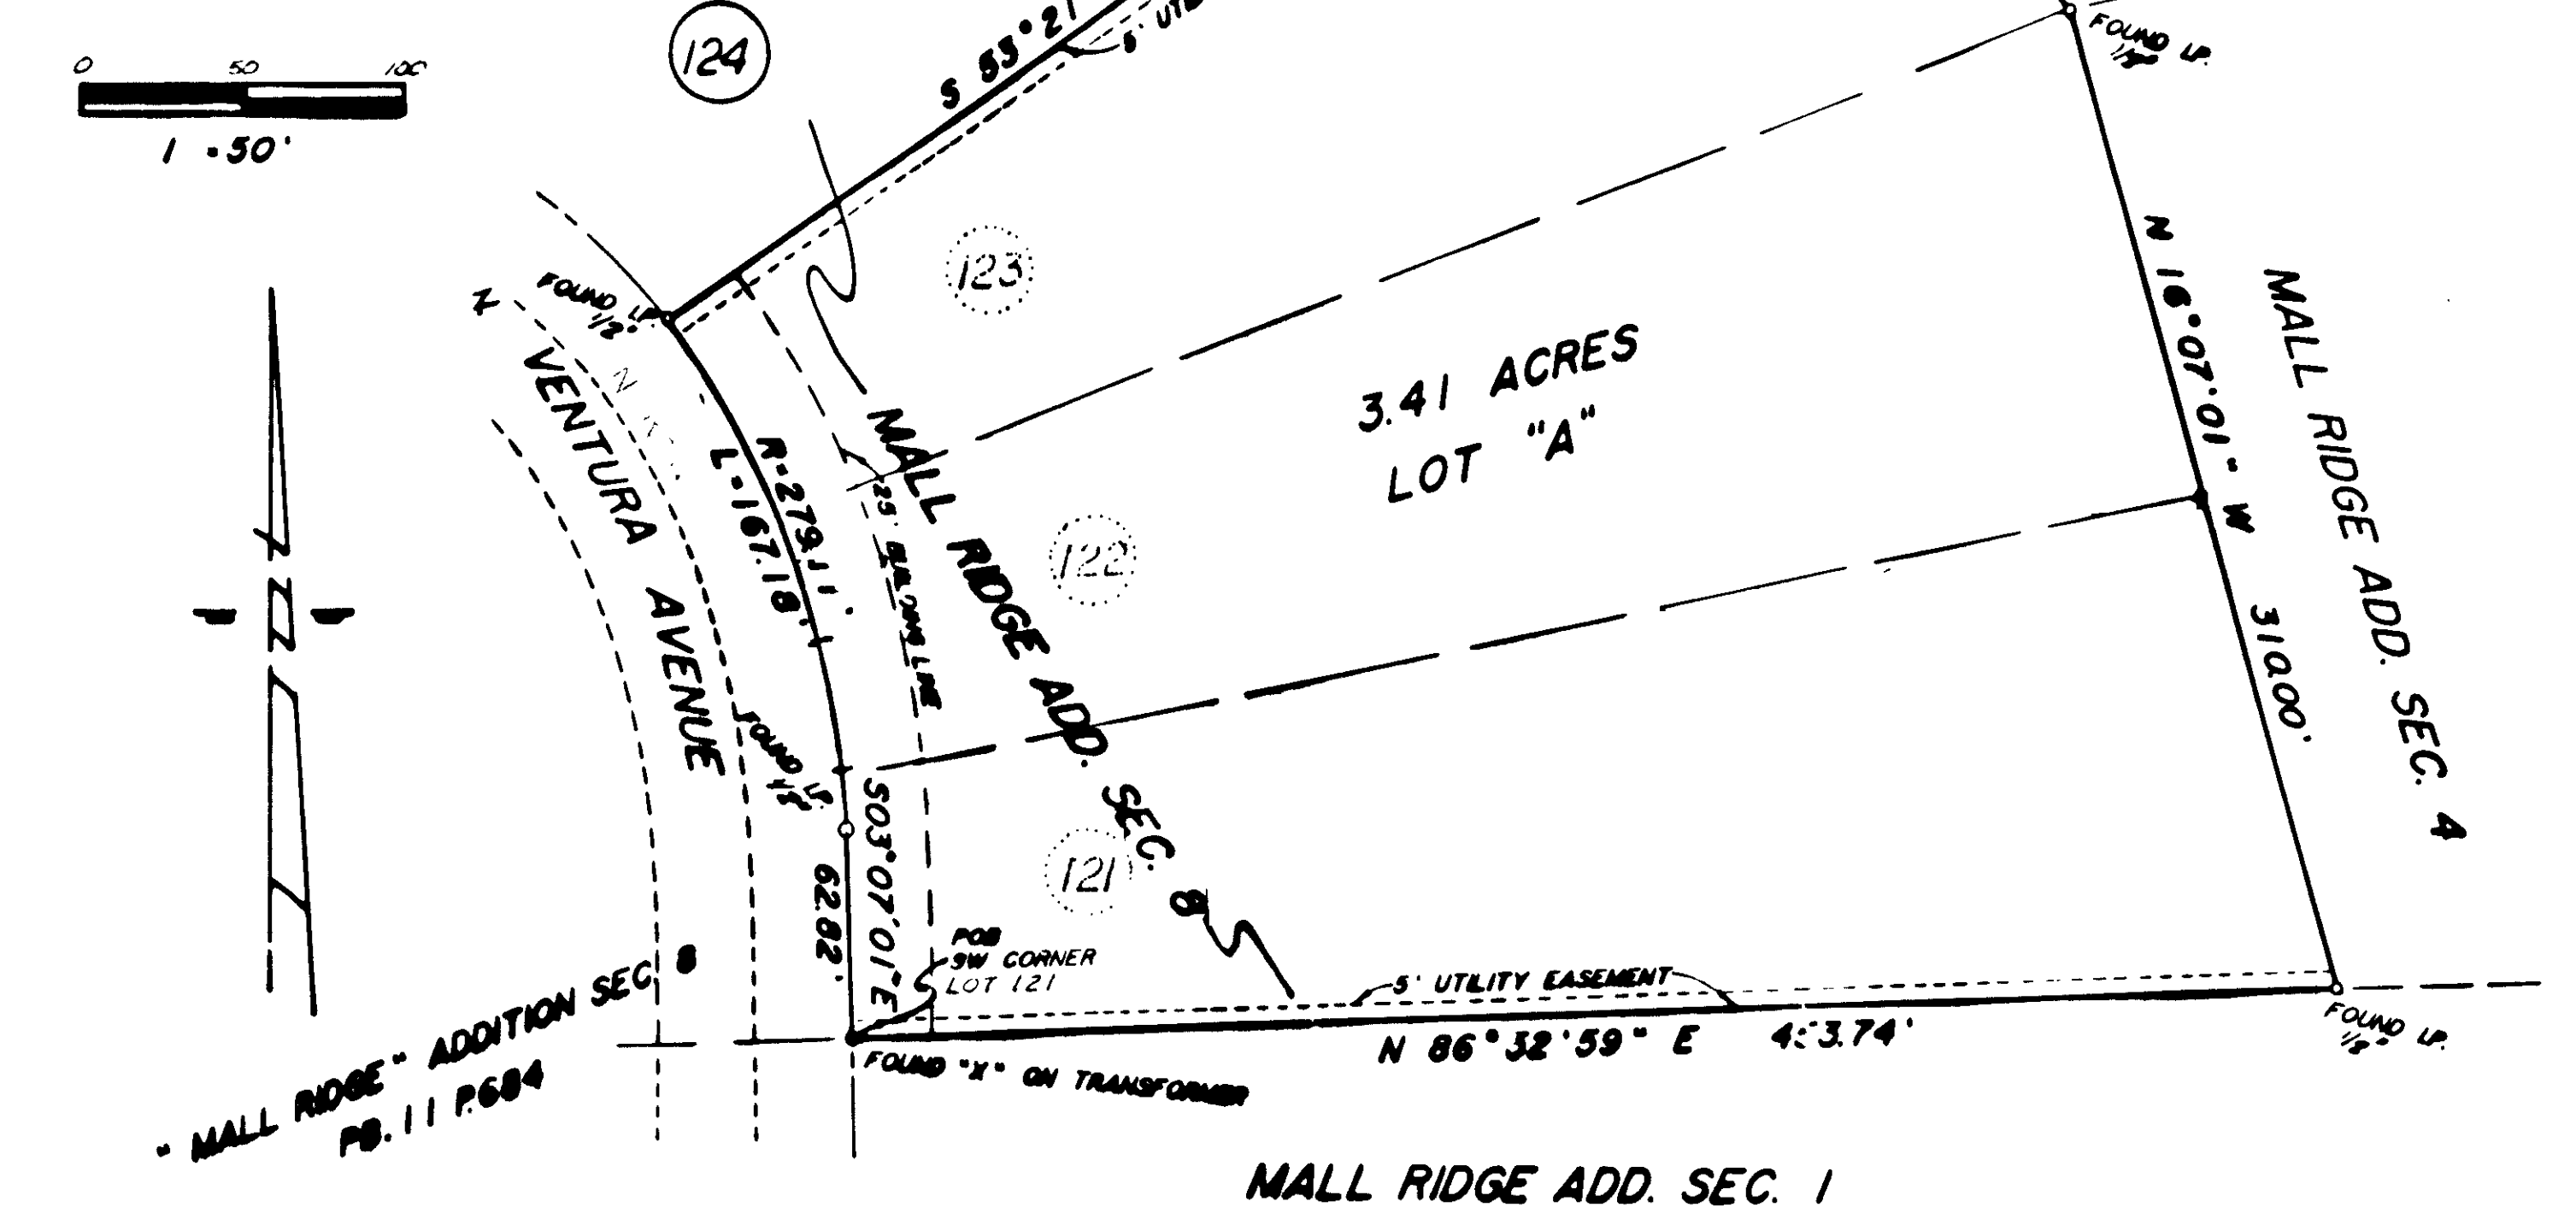 0 50 100
1 = 50'
124
S 53°21
5' UTIL
FOUND I.P.
1/2"
FOUND I.P.
1/2"
123
VENTURA AVENUE
R=279.11'
L=167.18'
25' BUILDING LINE
MALL RIDGE ADD. SEC. 8
3.41 ACRES
LOT "A"
N 16°07'01" W 310.00'
MALL RIDGE ADD. SEC. 4
122
FOUND I.P.
1/2"
S03°07'01"E
62.82'
121
POB
SW CORNER
LOT 121
5' UTILITY EASEMENT
N 86°32'59" E
FOUND I.P.
1/2"
FOUND "X" ON TRANSFORMER
"MALL RIDGE" ADDITION SEC. 8
P.B. 11 P.684
MALL RIDGE ADD. SEC. 1